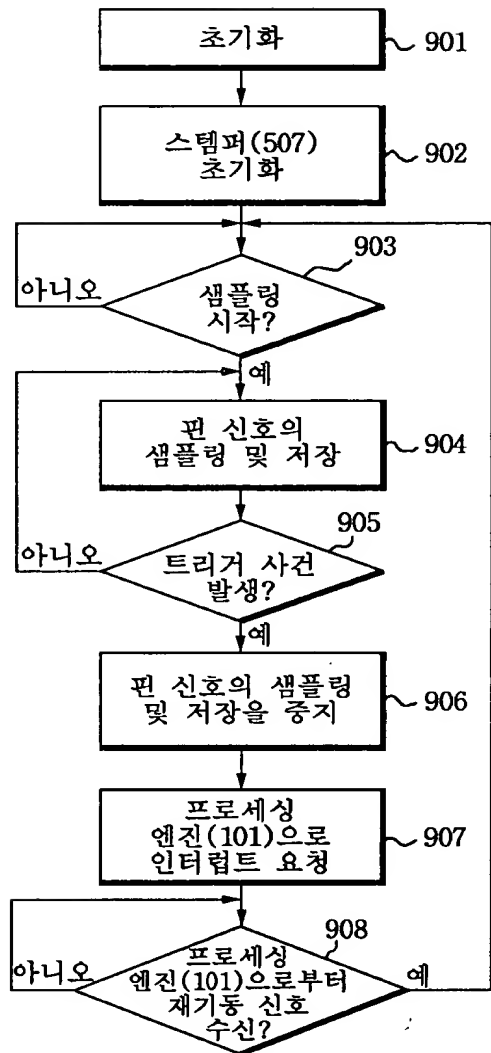 초기화
901
스템퍼(507)
초기화
902
903
샘플링
시작?
아니오
예
핀 신호의
샘플링 및 저장
904
905
트리거 사건
발생?
아니오
예
핀 신호의 샘플링
및 저장을 중지
906
프로세싱
엔진(101)으로
인터럽트 요청
907
908
프로세싱
엔진(101)으로부터
재기동 신호
수신?
아니오
예